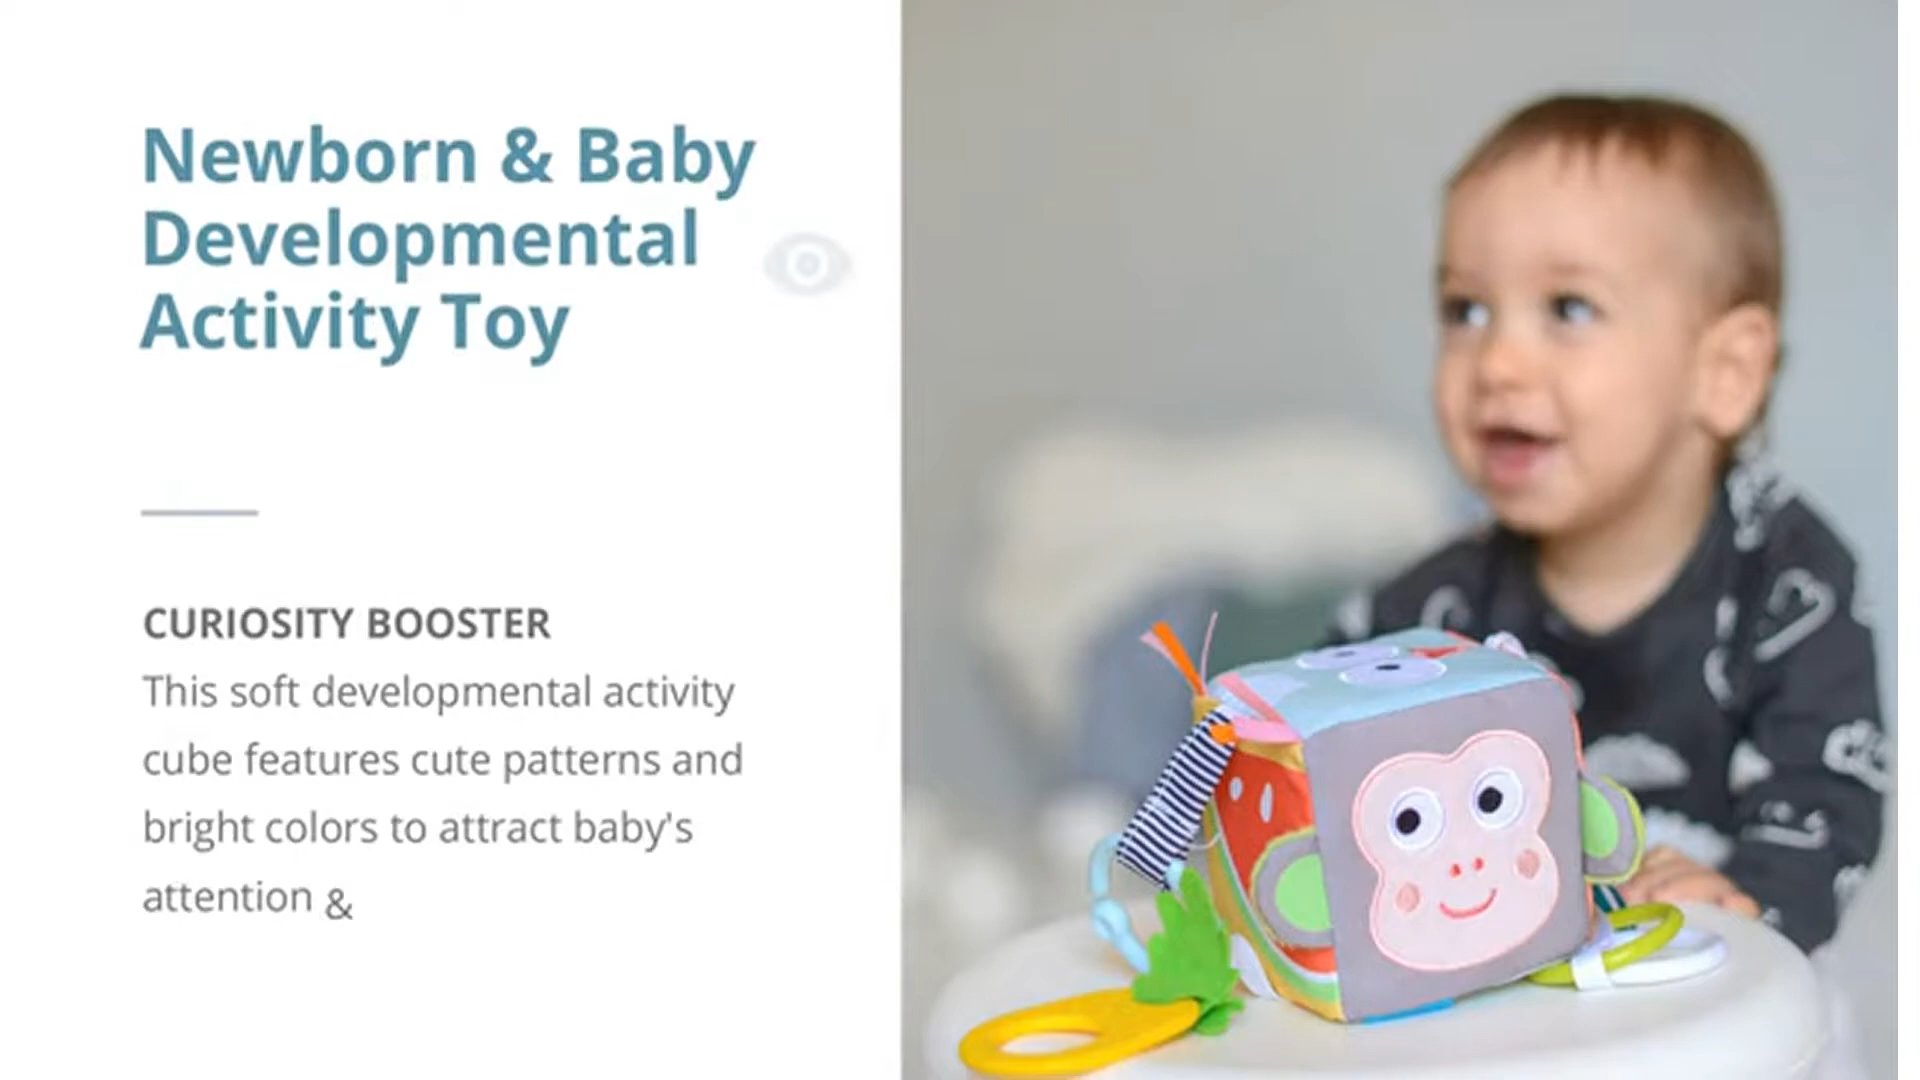 Newborn & Baby
Developmental
Activity Toy
CURIOSITY BOOSTER
This soft developmental activity
cube features cute patterns and
bright colors to attract baby's
attention &